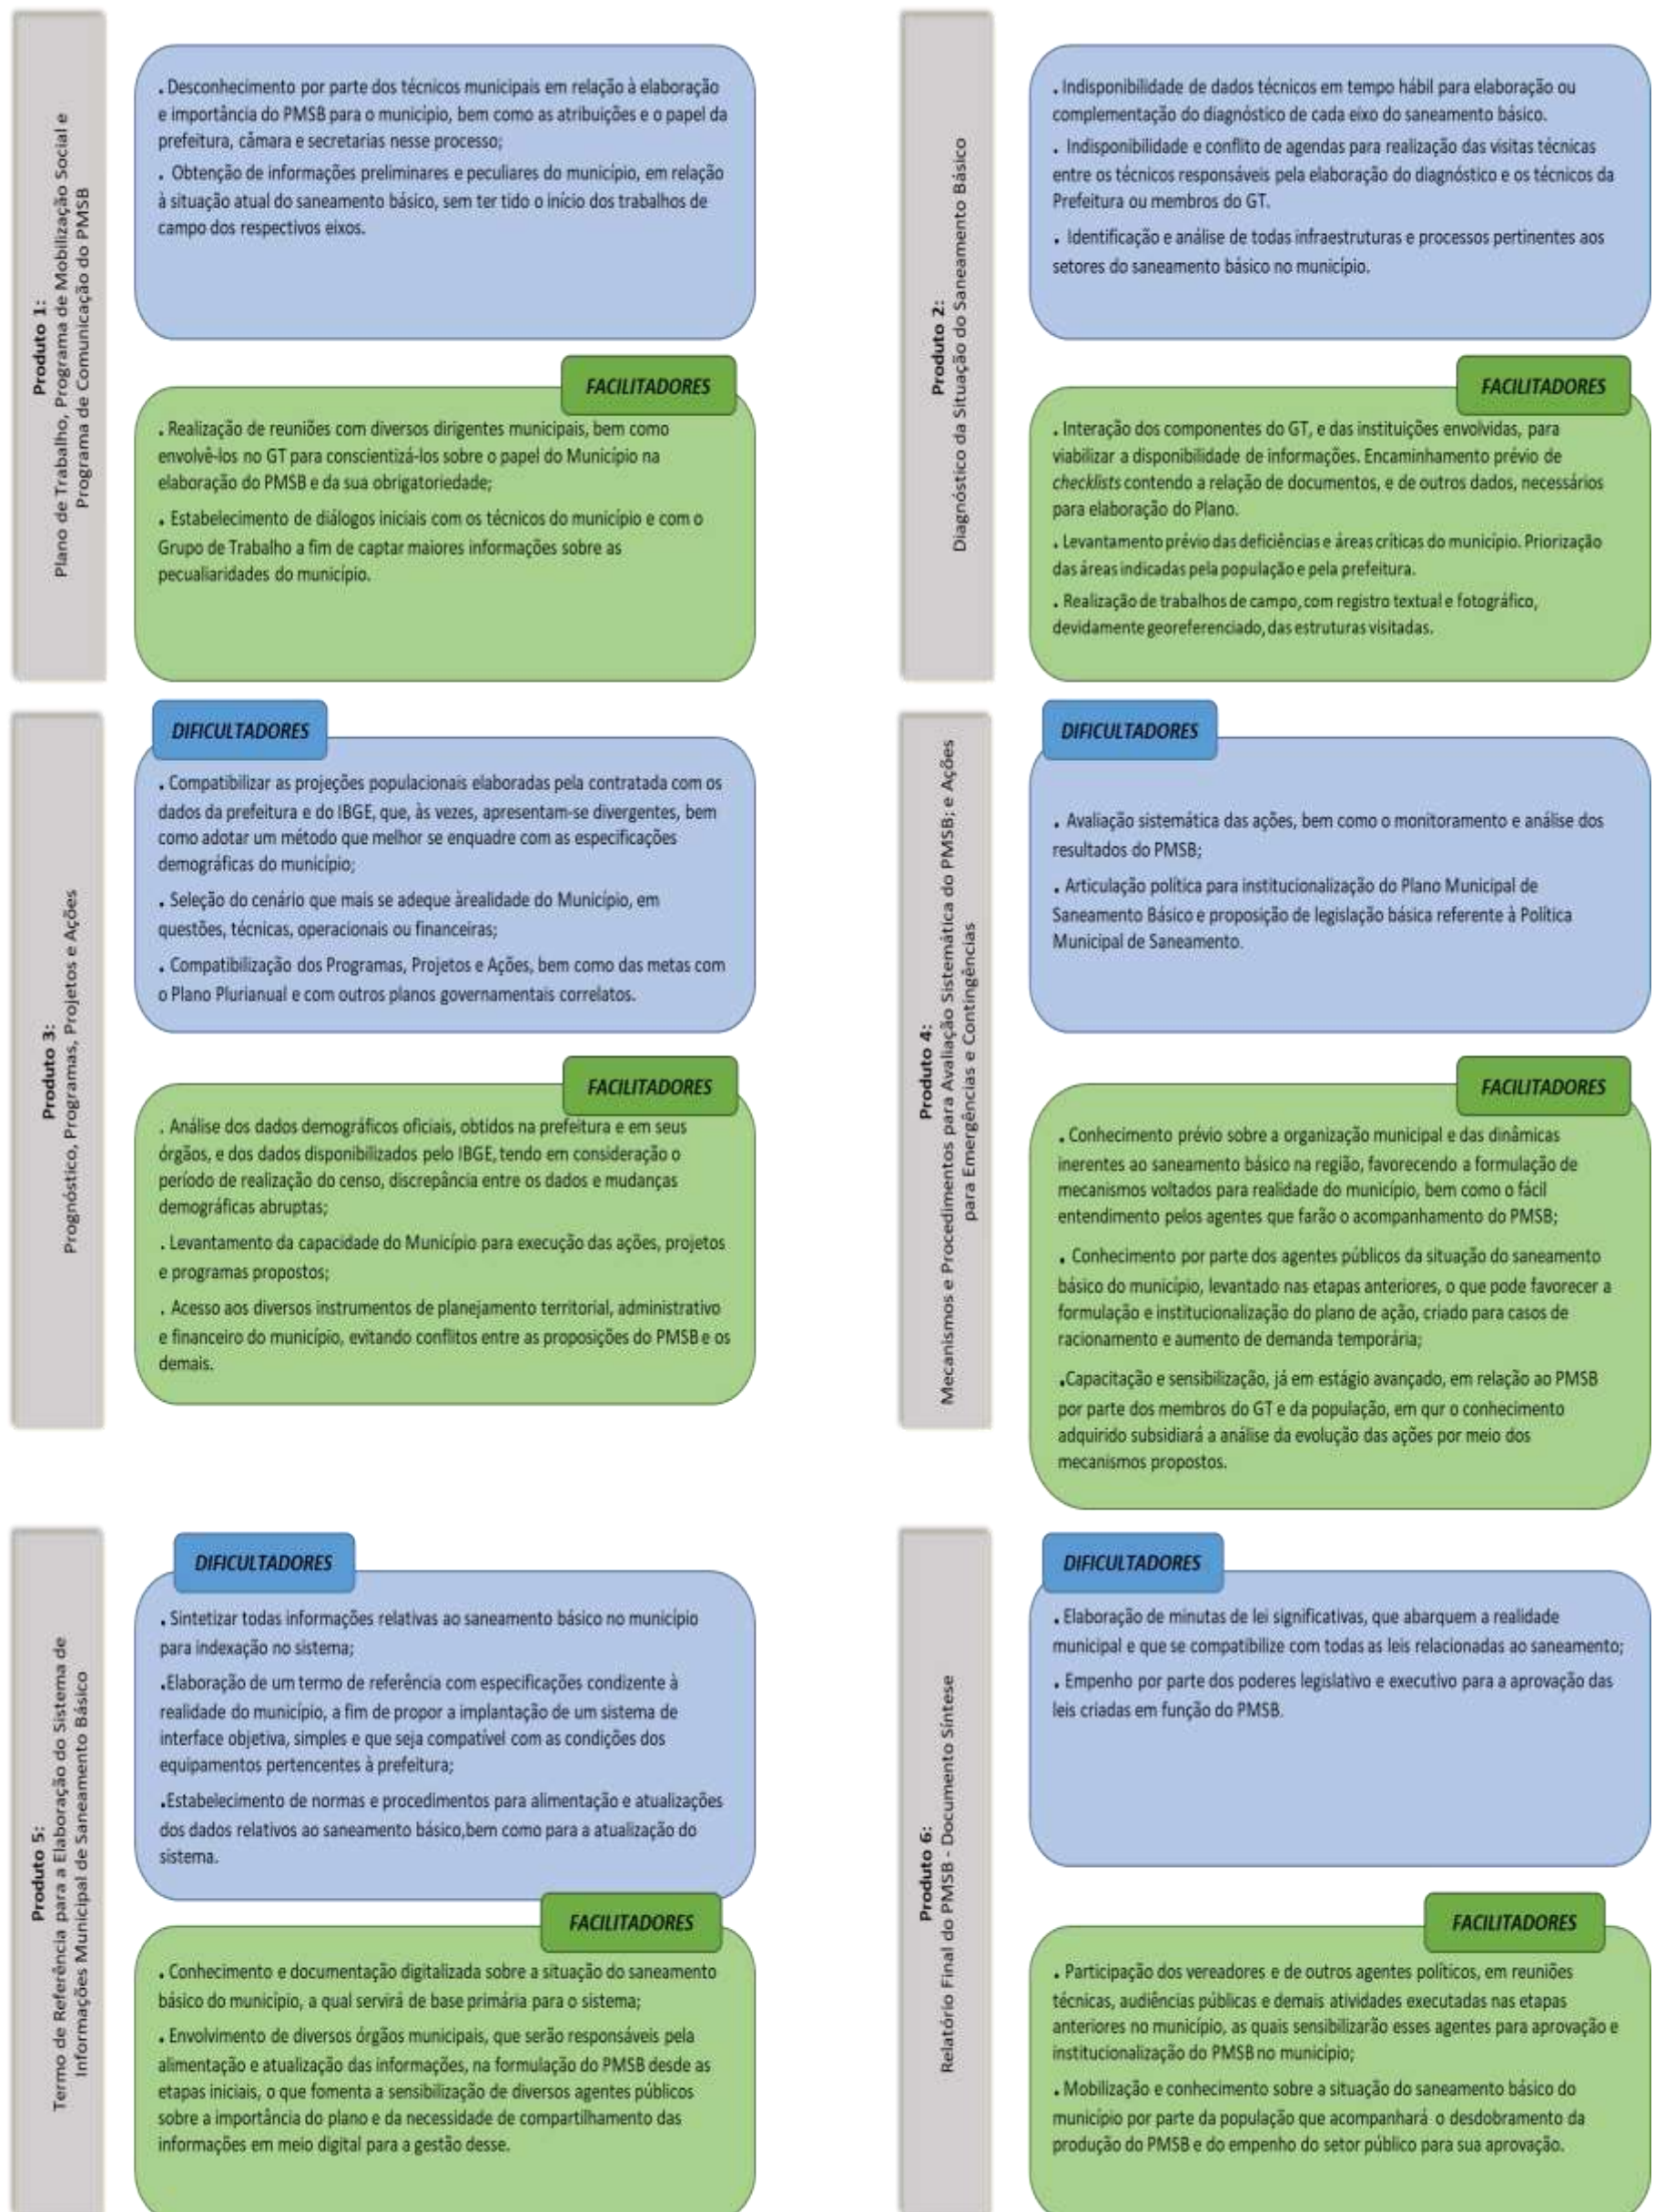 Produto 1:
Plano de Trabalho, Programa de Mobilização Social e
Programa de Comunicação do PMSB
. Desconhecimento por parte dos técnicos municipais em relação à elaboração
e importância do PMSB para o município, bem como as atribuições e o papel da
prefeitura, câmara e secretarias nesse processo;
. Obtenção de informações preliminares e peculiares do município, em relação
à situação atual do saneamento básico, sem ter tido o início dos trabalhos de
campo dos respectivos eixos.
FACILITADORES
. Realização de reuniões com diversos dirigentes municipais, bem como
envolvê-los no GT para conscientizá-los sobre o papel do Município na
elaboração do PMSB e da sua obrigatoriedade;
. Estabelecimento de diálogos iniciais com os técnicos do município e com o
Grupo de Trabalho a fim de captar maiores informações sobre as
pecualiaridades do município.
Produto 2:
Diagnóstico da Situação do Saneamento Básico
. Indisponibilidade de dados técnicos em tempo hábil para elaboração ou
complementação do diagnóstico de cada eixo do saneamento básico.
. Indisponibilidade e conflito de agendas para realização das visitas técnicas
entre os técnicos responsáveis pela elaboração do diagnóstico e os técnicos da
Prefeitura ou membros do GT.
. Identificação e análise de todas infraestruturas e processos pertinentes aos
setores do saneamento básico no município.
FACILITADORES
. Interação dos componentes do GT, e das instituições envolvidas, para
viabilizar a disponibilidade de informações. Encaminhamento prévio de
checklists contendo a relação de documentos, e de outros dados, necessários
para elaboração do Plano.
. Levantamento prévio das deficiências e áreas críticas do município. Priorização
das áreas indicadas pela população e pela prefeitura.
. Realização de trabalhos de campo, com registro textual e fotográfico,
devidamente georeferenciado, das estruturas visitadas.
Produto 3:
Prognóstico, Programas, Projetos e Ações
DIFICULTADORES
. Compatibilizar as projeções populacionais elaboradas pela contratada com os
dados da prefeitura e do IBGE, que, às vezes, apresentam-se divergentes, bem
como adotar um método que melhor se enquadre com as especificações
demográficas do município;
. Seleção do cenário que mais se adeque àrealidade do Município, em
questões, técnicas, operacionais ou financeiras;
. Compatibilização dos Programas, Projetos e Ações, bem como das metas com
o Plano Plurianual e com outros planos governamentais correlatos.
FACILITADORES
. Análise dos dados demográficos oficiais, obtidos na prefeitura e em seus
órgãos, e dos dados disponibilizados pelo IBGE, tendo em consideração o
período de realização do censo, discrepância entre os dados e mudanças
demográficas abruptas;
. Levantamento da capacidade do Município para execução das ações, projetos
e programas propostos;
. Acesso aos diversos instrumentos de planejamento territorial, administrativo
e financeiro do município, evitando conflitos entre as proposições do PMSB e os
demais.
Produto 4:
Mecanismos e Procedimentos para Avaliação Sistemática do PMSB; e Ações
para Emergências e Contingências
DIFICULTADORES
. Avaliação sistemática das ações, bem como o monitoramento e análise dos
resultados do PMSB;
. Articulação política para institucionalização do Plano Municipal de
Saneamento Básico e proposição de legislação básica referente à Política
Municipal de Saneamento.
FACILITADORES
. Conhecimento prévio sobre a organização municipal e das dinâmicas
inerentes ao saneamento básico na região, favorecendo a formulação de
mecanismos voltados para realidade do município, bem como o fácil
entendimento pelos agentes que farão o acompanhamento do PMSB;
. Conhecimento por parte dos agentes públicos da situação do saneamento
básico do município, levantado nas etapas anteriores, o que pode favorecer a
formulação e institucionalização do plano de ação, criado para casos de
racionamento e aumento de demanda temporária;
.Capacitação e sensibilização, já em estágio avançado, em relação ao PMSB
por parte dos membros do GT e da população, em qur o conhecimento
adquirido subsidiará a análise da evolução das ações por meio dos
mecanismos propostos.
Produto 5:
Termo de Referência para a Elaboração do Sistema de
Informações Municipal de Saneamento Básico
DIFICULTADORES
. Sintetizar todas informações relativas ao saneamento básico no município
para indexação no sistema;
.Elaboração de um termo de referência com especificações condizente à
realidade do município, a fim de propor a implantação de um sistema de
interface objetiva, simples e que seja compatível com as condições dos
equipamentos pertencentes à prefeitura;
.Estabelecimento de normas e procedimentos para alimentação e atualizações
dos dados relativos ao saneamento básico,bem como para a atualização do
sistema.
FACILITADORES
. Conhecimento e documentação digitalizada sobre a situação do saneamento
básico do município, a qual servirá de base primária para o sistema;
. Envolvimento de diversos órgãos municipais, que serão responsáveis pela
alimentação e atualização das informações, na formulação do PMSB desde as
etapas iniciais, o que fomenta a sensibilização de diversos agentes públicos
sobre a importância do plano e da necessidade de compartilhamento das
informações em meio digital para a gestão desse.
Produto 6:
Relatório Final do PMSB - Documento Síntese
DIFICULTADORES
. Elaboração de minutas de lei significativas, que abarquem a realidade
municipal e que se compatibilize com todas as leis relacionadas ao saneamento;
. Empenho por parte dos poderes legislativo e executivo para a aprovação das
leis criadas em função do PMSB.
FACILITADORES
. Participação dos vereadores e de outros agentes políticos, em reuniões
técnicas, audiências públicas e demais atividades executadas nas etapas
anteriores no município, as quais sensibilizarão esses agentes para aprovação e
institucionalização do PMSB no município;
. Mobilização e conhecimento sobre a situação do saneamento básico do
município por parte da população que acompanhará o desdobramento da
produção do PMSB e do empenho do setor público para sua aprovação.